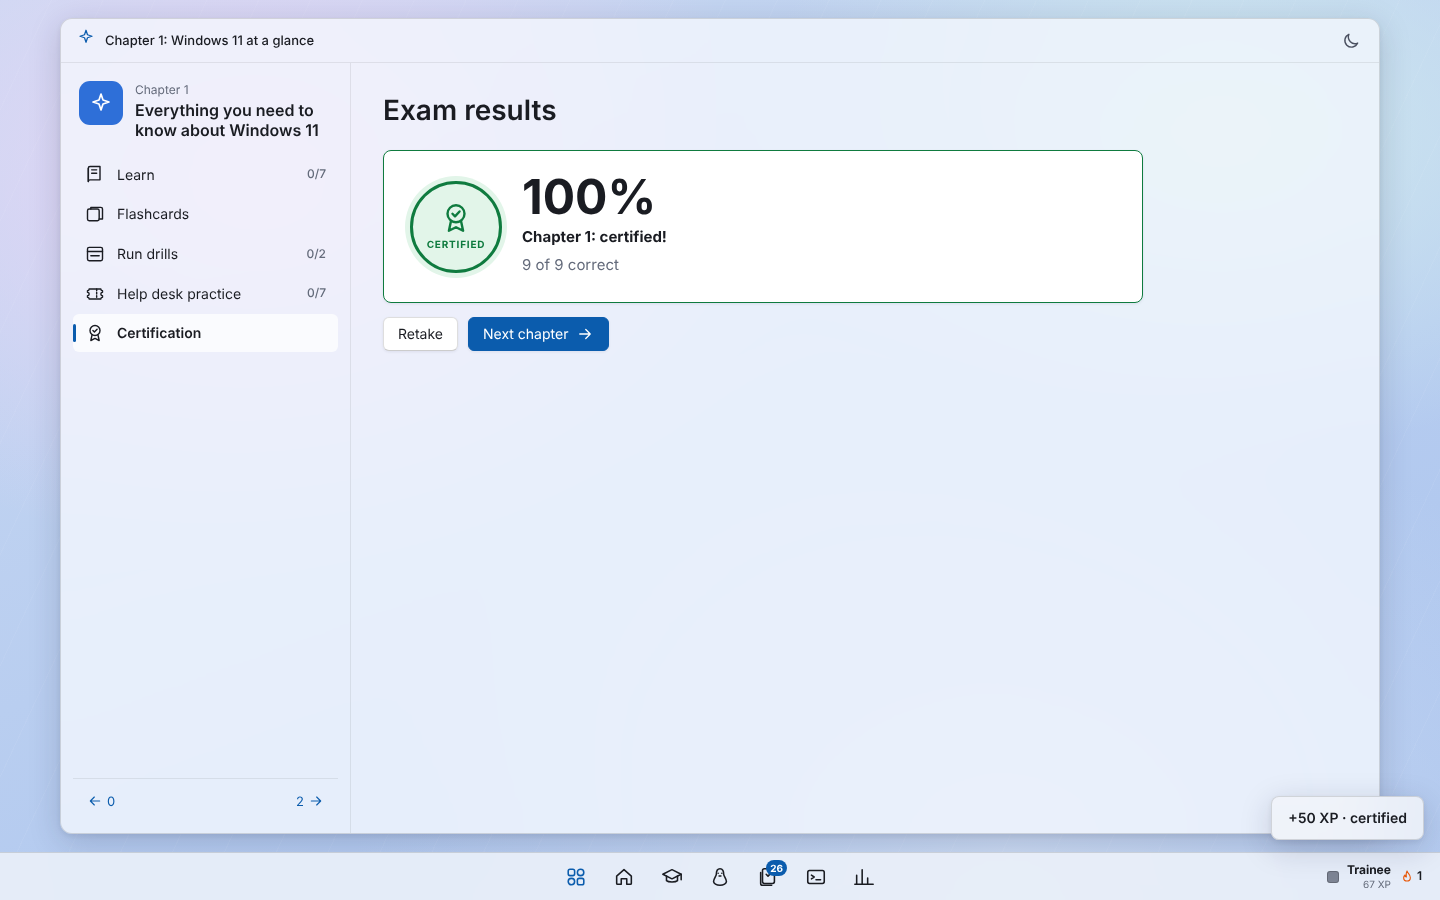 Chapter 1: Windows 11 at a glance
Chapter 1
Everything you need to
know about Windows 11
Learn 0/7
Flashcards
Run drills 0/2
Help desk practice 0/7
Certification
0 2
Exam results
CERTIFIED
100%
Chapter 1: certified!
9 of 9 correct
Retake Next chapter
+50 XP · certified
26
Trainee
67 XP
1